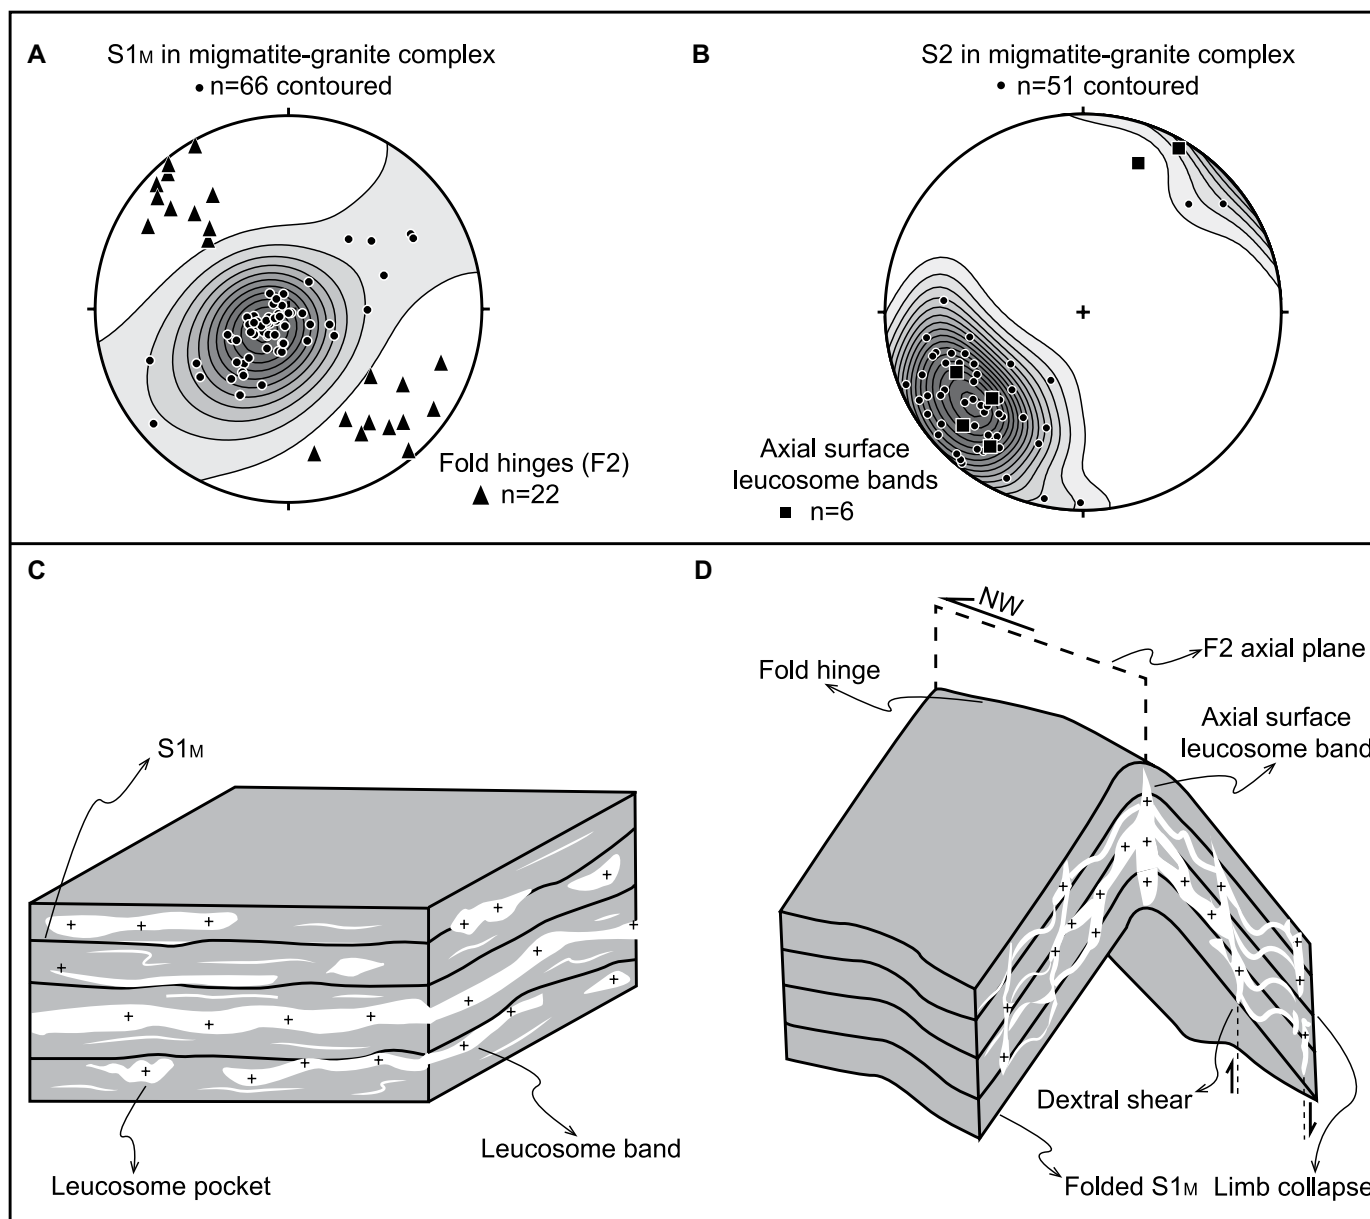 A
S1M in migmatite-granite complex
• n=66 contoured
Fold hinges (F2)
▲ n=22
B
S2 in migmatite-granite complex
• n=51 contoured
Axial surface
leucosome bands
■ n=6
C
S1M
Leucosome pocket
Leucosome band
D
NW
F2 axial plane
Fold hinge
Axial surface
leucosome band
Dextral shear
Folded S1M
Limb collapse